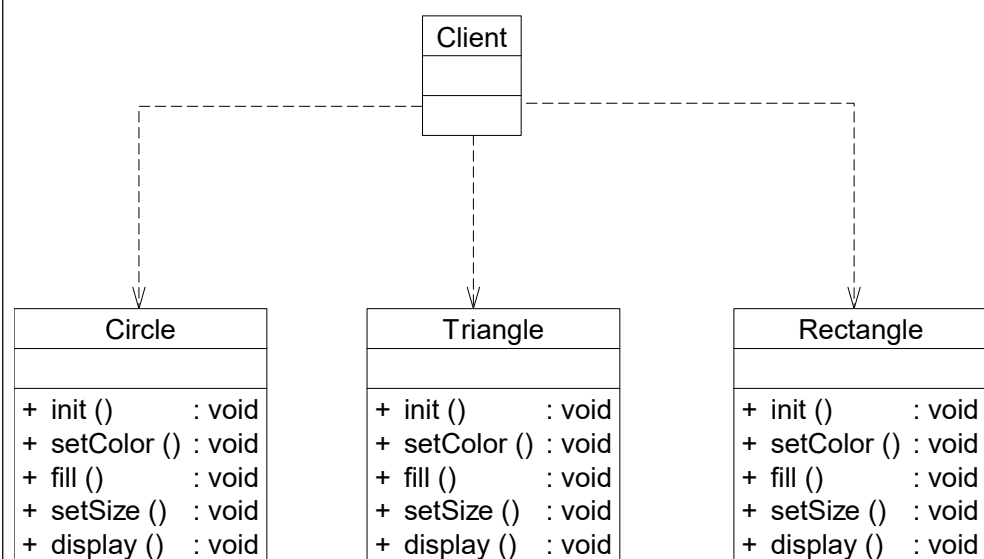 Client
Circle
+ init () : void
+ setColor () : void
+ fill () : void
+ setSize () : void
+ display () : void
Triangle
+ init () : void
+ setColor () : void
+ fill () : void
+ setSize () : void
+ display () : void
Rectangle
+ init () : void
+ setColor () : void
+ fill () : void
+ setSize () : void
+ display () : void